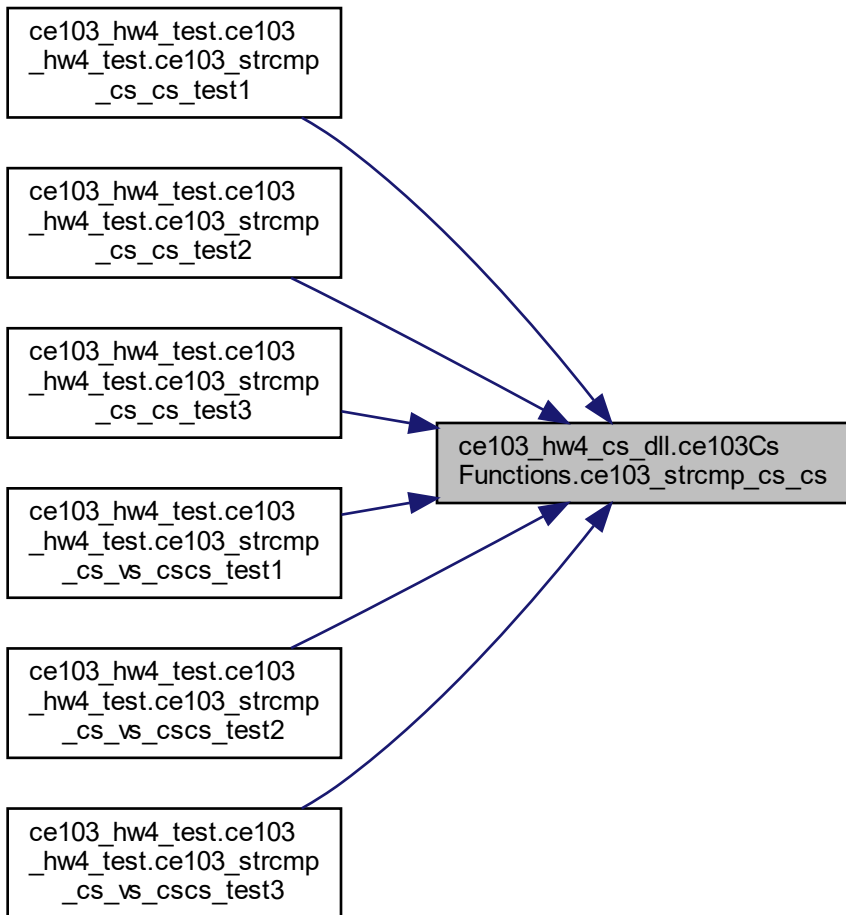 ce103_hw4_test.ce103
_hw4_test.ce103_strcmp
_cs_cs_test1
ce103_hw4_test.ce103
_hw4_test.ce103_strcmp
_cs_cs_test2
ce103_hw4_test.ce103
_hw4_test.ce103_strcmp
_cs_cs_test3
ce103_hw4_cs_dll.ce103Cs
Functions.ce103_strcmp_cs_cs
ce103_hw4_test.ce103
_hw4_test.ce103_strcmp
_cs_vs_cscs_test1
ce103_hw4_test.ce103
_hw4_test.ce103_strcmp
_cs_vs_cscs_test2
ce103_hw4_test.ce103
_hw4_test.ce103_strcmp
_cs_vs_cscs_test3